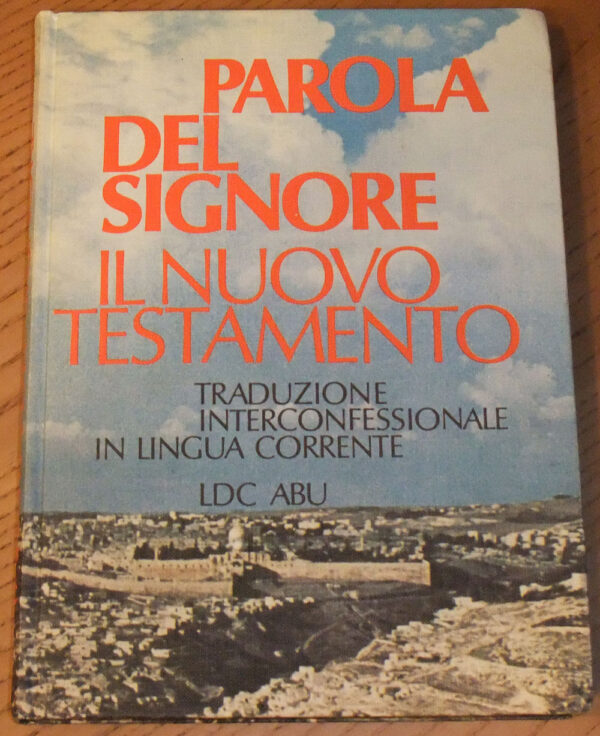 PAROLA
DEL
SIGNORE
IL NUOVO
TESTAMENTO
TRADUZIONE
INTERCONFESSIONALE
IN LINGUA CORRENTE
LDC ABU